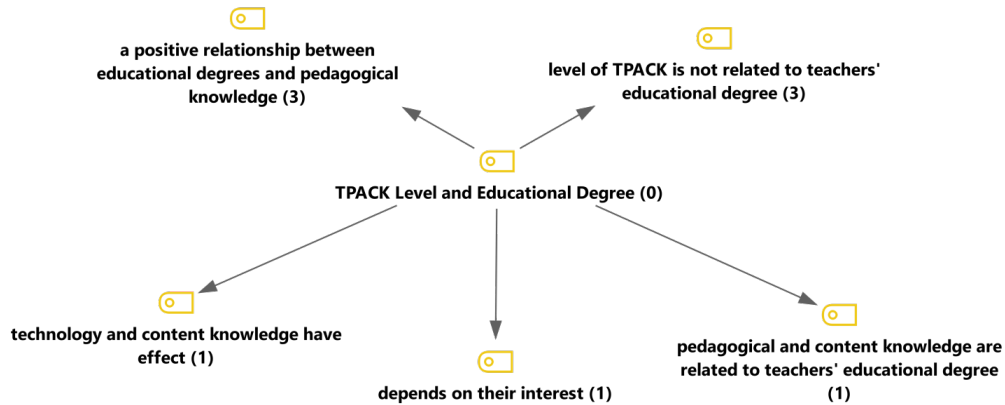 a positive relationship between
educational degrees and pedagogical
knowledge (3)
level of TPACK is not related to teachers'
educational degree (3)
TPACK Level and Educational Degree (0)
technology and content knowledge have
effect (1)
depends on their interest (1)
pedagogical and content knowledge are
related to teachers' educational degree
(1)